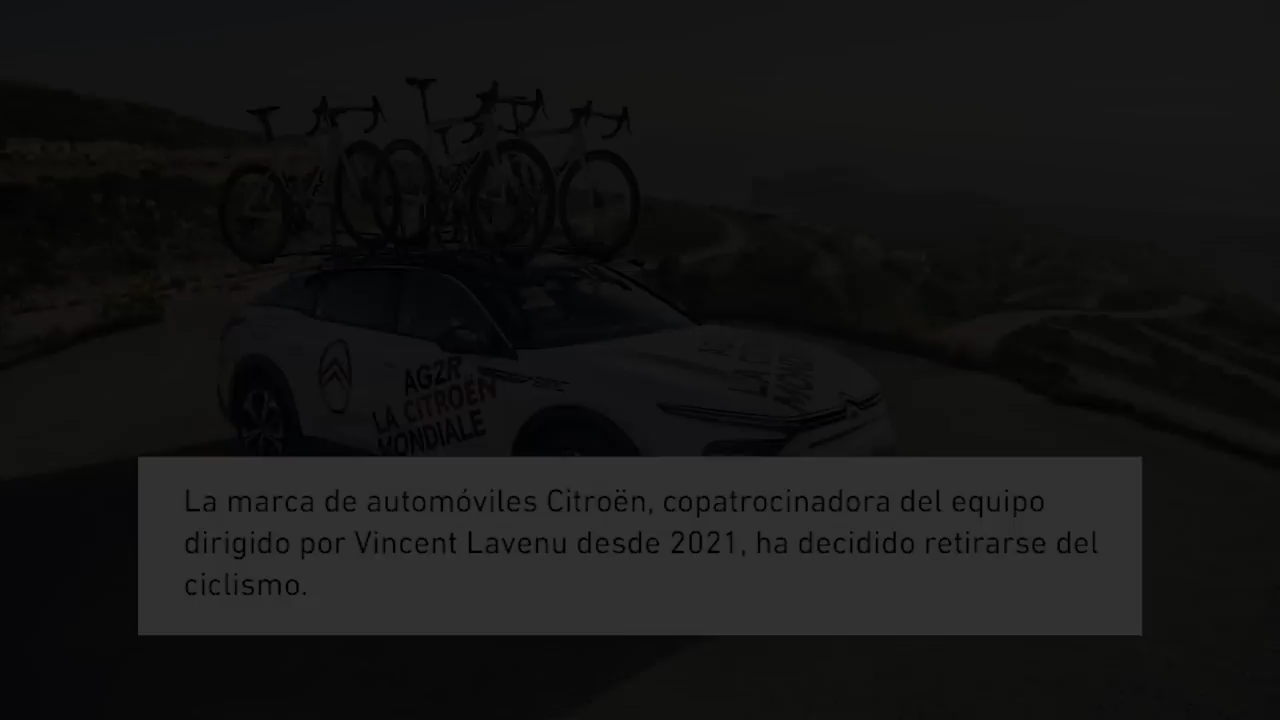 AGZR
LA CITROËN
MONDIALE
La marca de automóviles Citroën, copatrocinadora del equipo
dirigido por Vincent Lavenu desde 2021, ha decidido retirarse del
ciclismo.